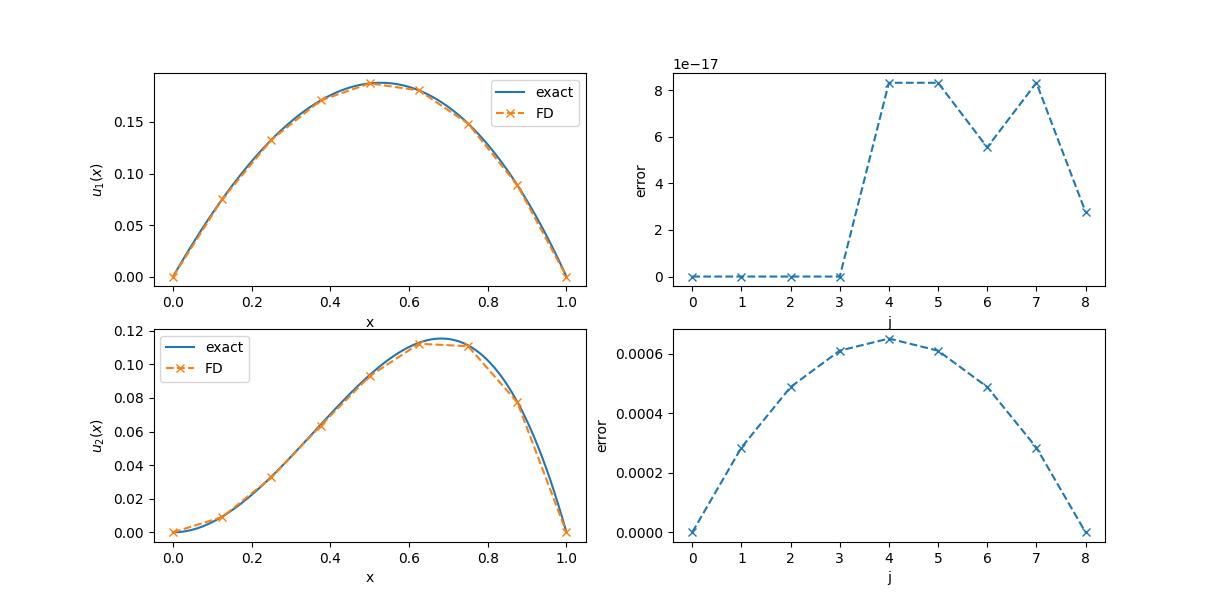 exact
FD
0.15
0.10
0.05
0.00
0.0 0.2 0.4 0.6 0.8 1.0
x
u₁(x)
1e−17
8
6
4
2
0
0 1 2 3 4 5 6 7 8
j
error
exact
FD
0.12
0.10
0.08
0.06
0.04
0.02
0.00
0.0 0.2 0.4 0.6 0.8 1.0
x
u₂(x)
0.0006
0.0004
0.0002
0.0000
0 1 2 3 4 5 6 7 8
j
error